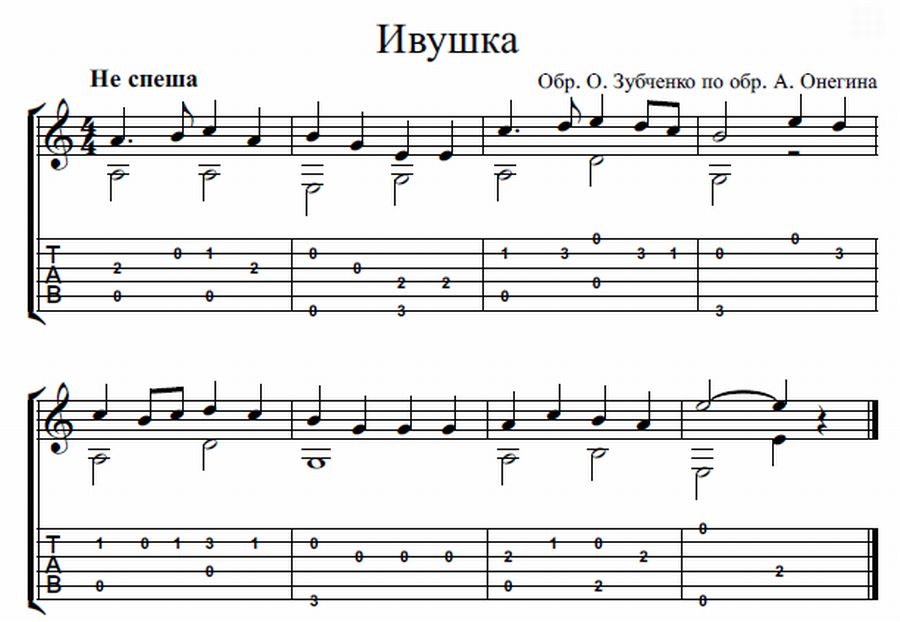 Ивушка
Не спеша
Обр. О. Зубченко по обр. А. Онегина
4
4
T 0 1 0 1 3 0 3 1 0 0 3
A 2 2 0 2 2 0
B 0 0 0 3 0 3
T 1 0 1 3 1 0 1 0 0
A 0 0 0 0 2 2 2
B 0 3 0 2 0